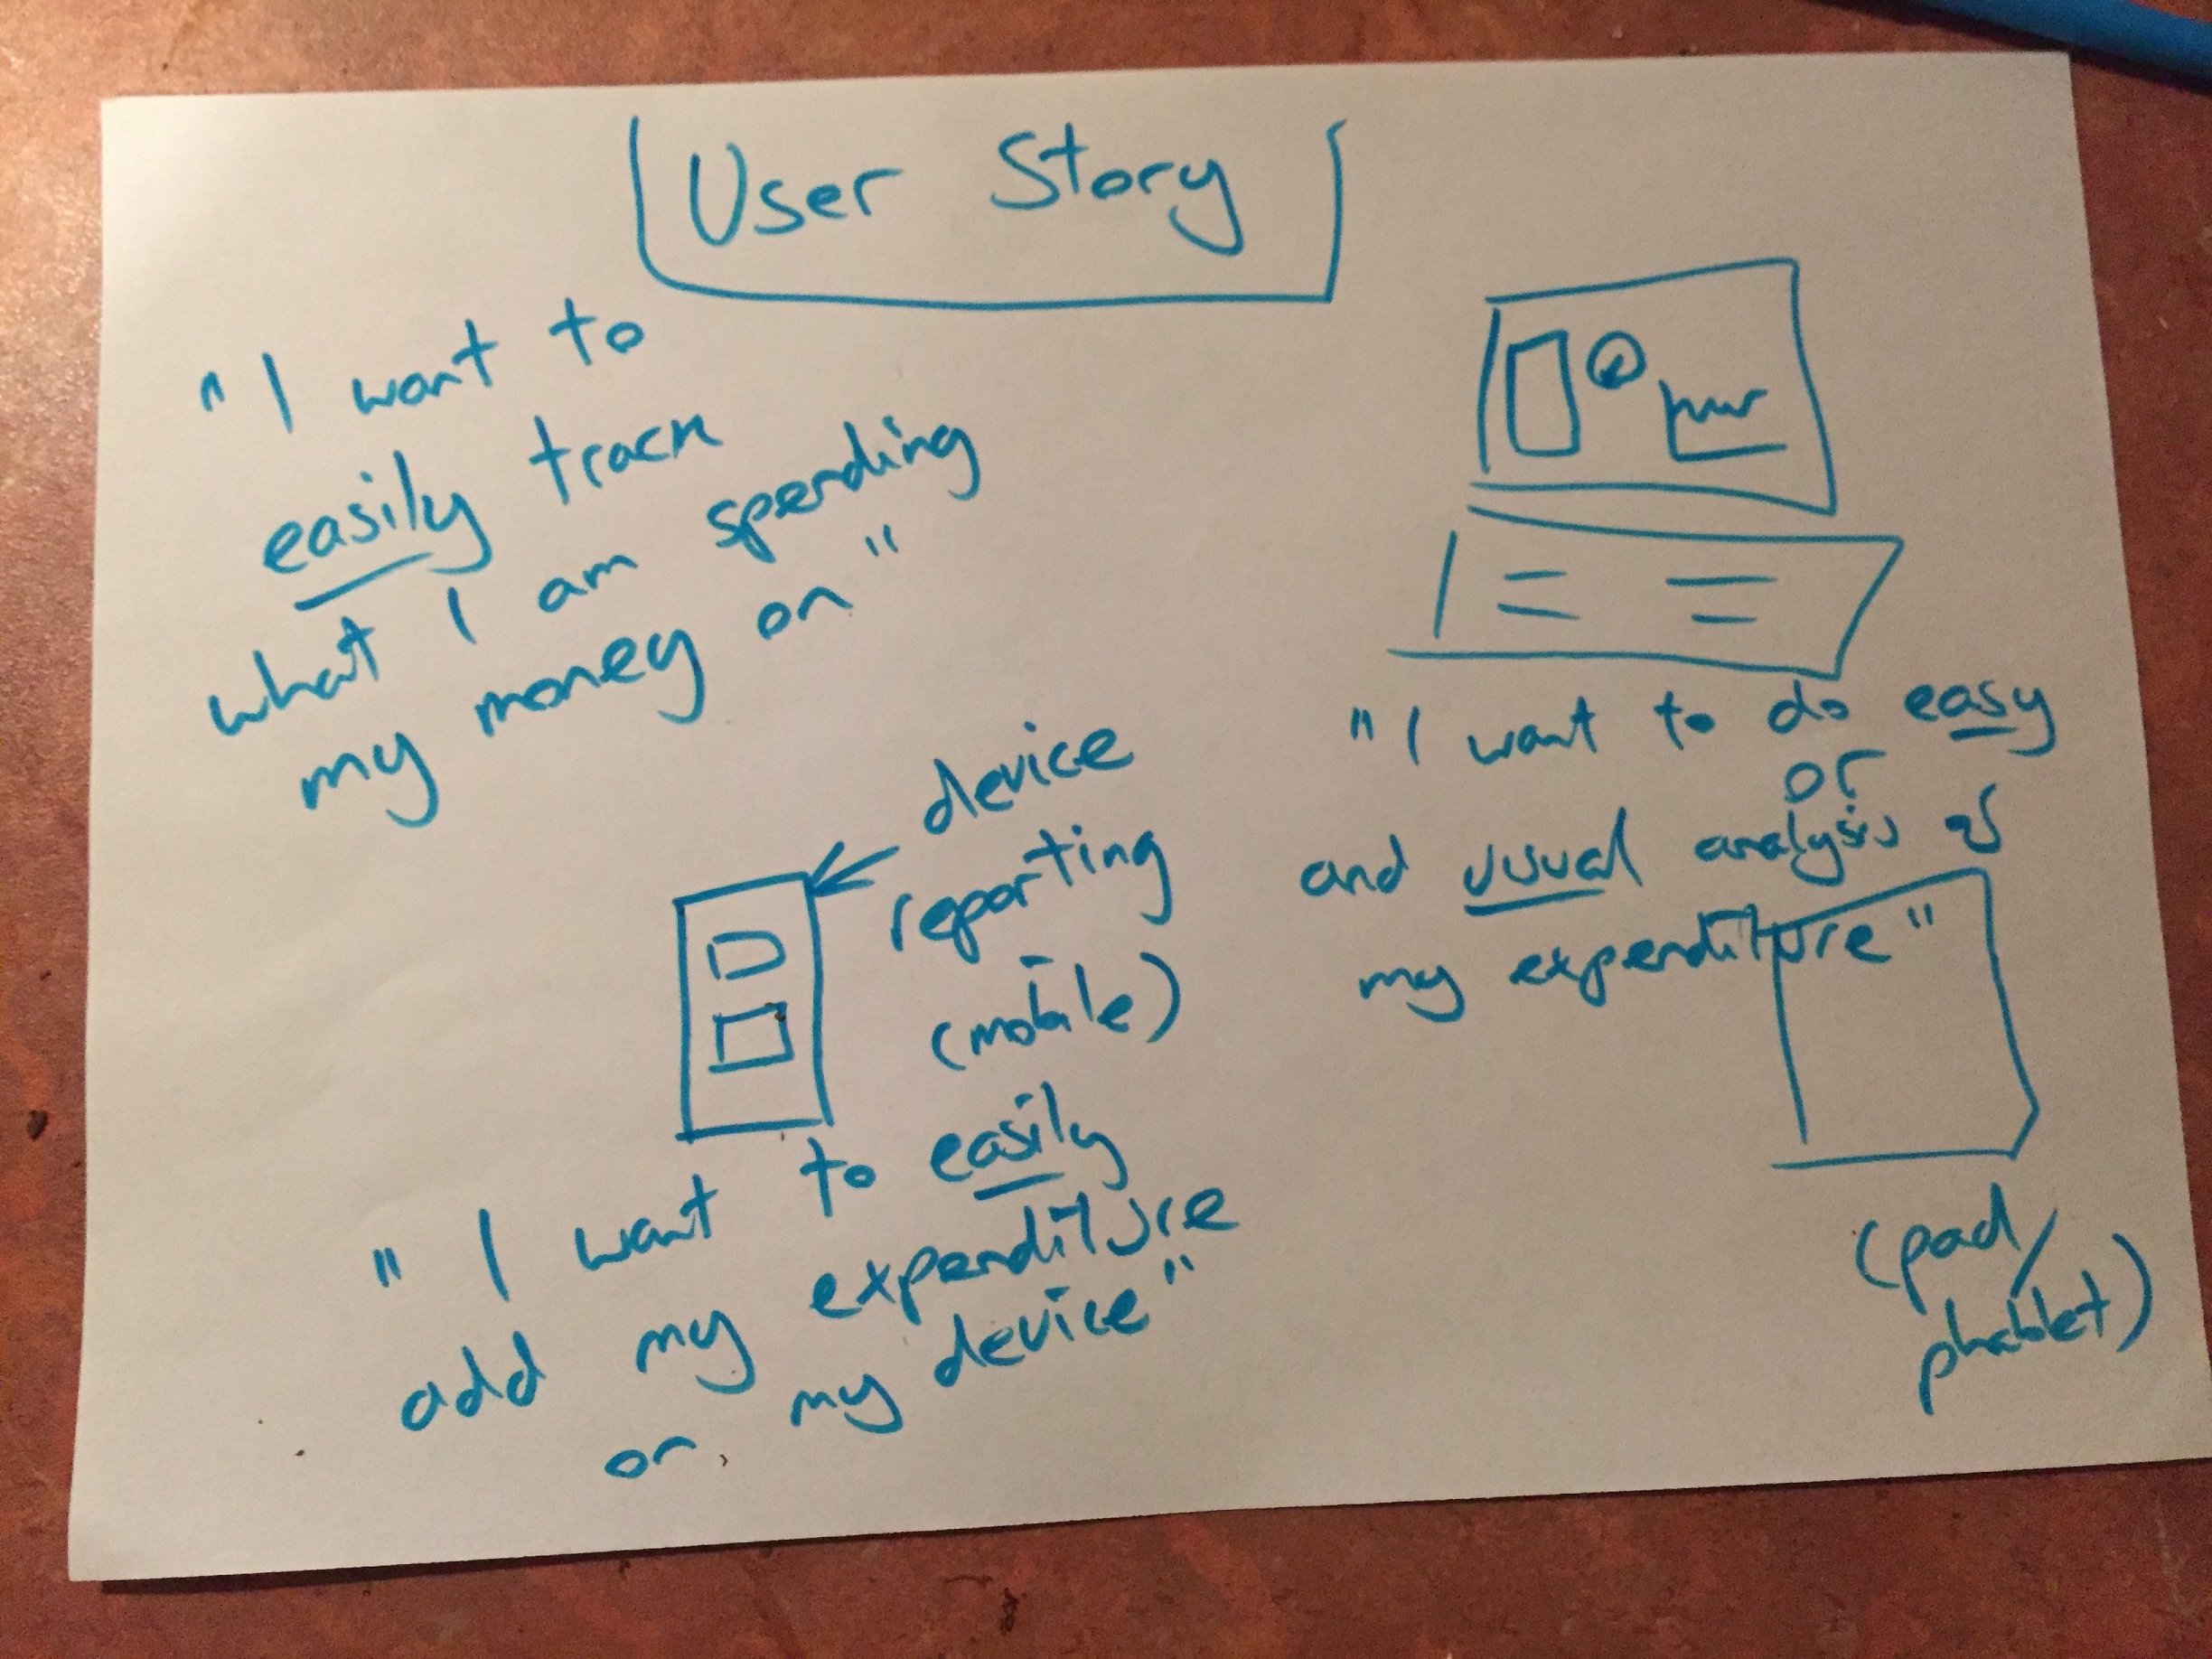 User Story
"I want to
easily track
what I am spending
my money on"
device
reporting
(mobile)
"I want to easily
add my expenditure
on my device"
"I want to do easy
or
and usual analysis of
my expenditure"
(pad/
phablet)